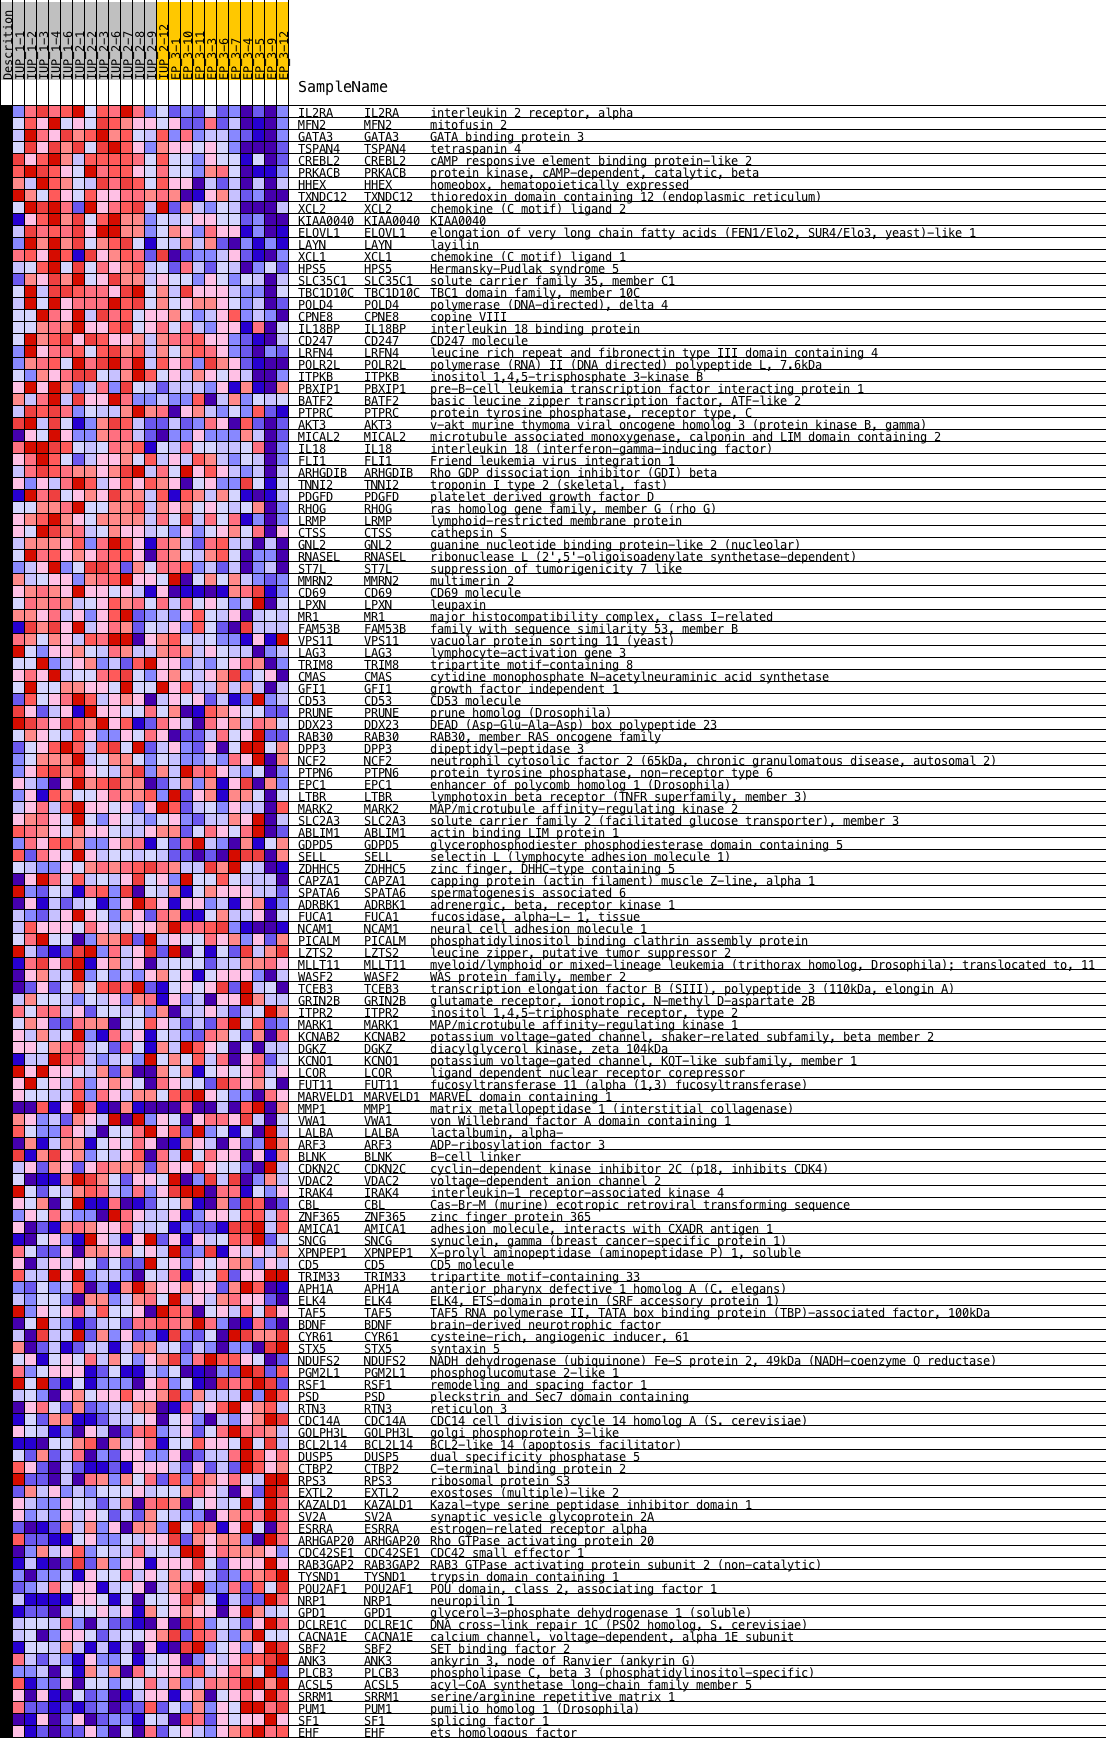 Descrition
IUP_1-1
IUP_1-2
IUP_1-3
IUP_1-4
IUP_1-6
IUP_2-1
IUP_2-2
IUP_2-3
IUP_2-6
IUP_2-7
IUP_2-8
IUP_2-9
IUP_2-12
EP_3-1
EP_3-10
EP_3-11
EP_3-3
EP_3-6
EP_3-7
EP_3-4
EP_3-5
EP_3-9
EP_3-12
SampleName
IL2RA IL2RA interleukin 2 receptor, alpha
MFN2 MFN2 mitofusin 2
GATA3 GATA3 GATA binding protein 3
TSPAN4 TSPAN4 tetraspanin 4
CREBL2 CREBL2 cAMP responsive element binding protein-like 2
PRKACB PRKACB protein kinase, cAMP-dependent, catalytic, beta
HHEX HHEX homeobox, hematopoietically expressed
TXNDC12 TXNDC12 thioredoxin domain containing 12 (endoplasmic reticulum)
XCL2 XCL2 chemokine (C motif) ligand 2
KIAA0040 KIAA0040 KIAA0040
ELOVL1 ELOVL1 elongation of very long chain fatty acids (FEN1/Elo2, SUR4/Elo3, yeast)-like 1
LAYN LAYN layilin
XCL1 XCL1 chemokine (C motif) ligand 1
HPS5 HPS5 Hermansky-Pudlak syndrome 5
SLC35C1 SLC35C1 solute carrier family 35, member C1
TBC1D10C TBC1D10C TBC1 domain family, member 10C
POLD4 POLD4 polymerase (DNA-directed), delta 4
CPNE8 CPNE8 copine VIII
IL18BP IL18BP interleukin 18 binding protein
CD247 CD247 CD247 molecule
LRFN4 LRFN4 leucine rich repeat and fibronectin type III domain containing 4
POLR2L POLR2L polymerase (RNA) II (DNA directed) polypeptide L, 7.6kDa
ITPKB ITPKB inositol 1,4,5-trisphosphate 3-kinase B
PBXIP1 PBXIP1 pre-B-cell leukemia transcription factor interacting protein 1
BATF2 BATF2 basic leucine zipper transcription factor, ATF-like 2
PTPRC PTPRC protein tyrosine phosphatase, receptor type, C
AKT3 AKT3 v-akt murine thymoma viral oncogene homolog 3 (protein kinase B, gamma)
MICAL2 MICAL2 microtubule associated monoxygenase, calponin and LIM domain containing 2
IL18 IL18 interleukin 18 (interferon-gamma-inducing factor)
FLI1 FLI1 Friend leukemia virus integration 1
ARHGDIB ARHGDIB Rho GDP dissociation inhibitor (GDI) beta
TNNI2 TNNI2 troponin I type 2 (skeletal, fast)
PDGFD PDGFD platelet derived growth factor D
RHOG RHOG ras homolog gene family, member G (rho G)
LRMP LRMP lymphoid-restricted membrane protein
CTSS CTSS cathepsin S
GNL2 GNL2 guanine nucleotide binding protein-like 2 (nucleolar)
RNASEL RNASEL ribonuclease L (2',5'-oligoisoadenylate synthetase-dependent)
ST7L ST7L suppression of tumorigenicity 7 like
MMRN2 MMRN2 multimerin 2
CD69 CD69 CD69 molecule
LPXN LPXN leupaxin
MR1 MR1 major histocompatibility complex, class I-related
FAM53B FAM53B family with sequence similarity 53, member B
VPS11 VPS11 vacuolar protein sorting 11 (yeast)
LAG3 LAG3 lymphocyte-activation gene 3
TRIM8 TRIM8 tripartite motif-containing 8
CMAS CMAS cytidine monophosphate N-acetylneuraminic acid synthetase
GFI1 GFI1 growth factor independent 1
CD53 CD53 CD53 molecule
PRUNE PRUNE prune homolog (Drosophila)
DDX23 DDX23 DEAD (Asp-Glu-Ala-Asp) box polypeptide 23
RAB30 RAB30 RAB30, member RAS oncogene family
DPP3 DPP3 dipeptidyl-peptidase 3
NCF2 NCF2 neutrophil cytosolic factor 2 (65kDa, chronic granulomatous disease, autosomal 2)
PTPN6 PTPN6 protein tyrosine phosphatase, non-receptor type 6
EPC1 EPC1 enhancer of polycomb homolog 1 (Drosophila)
LTBR LTBR lymphotoxin beta receptor (TNFR superfamily, member 3)
MARK2 MARK2 MAP/microtubule affinity-regulating kinase 2
SLC2A3 SLC2A3 solute carrier family 2 (facilitated glucose transporter), member 3
ABLIM1 ABLIM1 actin binding LIM protein 1
GDPD5 GDPD5 glycerophosphodiester phosphodiesterase domain containing 5
SELL SELL selectin L (lymphocyte adhesion molecule 1)
ZDHHC5 ZDHHC5 zinc finger, DHHC-type containing 5
CAPZA1 CAPZA1 capping protein (actin filament) muscle Z-line, alpha 1
SPATA6 SPATA6 spermatogenesis associated 6
ADRBK1 ADRBK1 adrenergic, beta, receptor kinase 1
FUCA1 FUCA1 fucosidase, alpha-L- 1, tissue
NCAM1 NCAM1 neural cell adhesion molecule 1
PICALM PICALM phosphatidylinositol binding clathrin assembly protein
LZTS2 LZTS2 leucine zipper, putative tumor suppressor 2
MLLT11 MLLT11 myeloid/lymphoid or mixed-lineage leukemia (trithorax homolog, Drosophila); translocated to, 11
WASF2 WASF2 WAS protein family, member 2
TCEB3 TCEB3 transcription elongation factor B (SIII), polypeptide 3 (110kDa, elongin A)
GRIN2B GRIN2B glutamate receptor, ionotropic, N-methyl D-aspartate 2B
ITPR2 ITPR2 inositol 1,4,5-triphosphate receptor, type 2
MARK1 MARK1 MAP/microtubule affinity-regulating kinase 1
KCNAB2 KCNAB2 potassium voltage-gated channel, shaker-related subfamily, beta member 2
DGKZ DGKZ diacylglycerol kinase, zeta 104kDa
KCNQ1 KCNQ1 potassium voltage-gated channel, KQT-like subfamily, member 1
LCOR LCOR ligand dependent nuclear receptor corepressor
FUT11 FUT11 fucosyltransferase 11 (alpha (1,3) fucosyltransferase)
MARVELD1 MARVELD1 MARVEL domain containing 1
MMP1 MMP1 matrix metallopeptidase 1 (interstitial collagenase)
VWA1 VWA1 von Willebrand factor A domain containing 1
LALBA LALBA lactalbumin, alpha-
ARF3 ARF3 ADP-ribosylation factor 3
BLNK BLNK B-cell linker
CDKN2C CDKN2C cyclin-dependent kinase inhibitor 2C (p18, inhibits CDK4)
VDAC2 VDAC2 voltage-dependent anion channel 2
IRAK4 IRAK4 interleukin-1 receptor-associated kinase 4
CBL CBL Cas-Br-M (murine) ecotropic retroviral transforming sequence
ZNF365 ZNF365 zinc finger protein 365
AMICA1 AMICA1 adhesion molecule, interacts with CXADR antigen 1
SNCG SNCG synuclein, gamma (breast cancer-specific protein 1)
XPNPEP1 XPNPEP1 X-prolyl aminopeptidase (aminopeptidase P) 1, soluble
CD5 CD5 CD5 molecule
TRIM33 TRIM33 tripartite motif-containing 33
APH1A APH1A anterior pharynx defective 1 homolog A (C. elegans)
ELK4 ELK4 ELK4, ETS-domain protein (SRF accessory protein 1)
TAF5 TAF5 TAF5 RNA polymerase II, TATA box binding protein (TBP)-associated factor, 100kDa
BDNF BDNF brain-derived neurotrophic factor
CYR61 CYR61 cysteine-rich, angiogenic inducer, 61
STX5 STX5 syntaxin 5
NDUFS2 NDUFS2 NADH dehydrogenase (ubiquinone) Fe-S protein 2, 49kDa (NADH-coenzyme Q reductase)
PGM2L1 PGM2L1 phosphoglucomutase 2-like 1
RSF1 RSF1 remodeling and spacing factor 1
PSD PSD pleckstrin and Sec7 domain containing
RTN3 RTN3 reticulon 3
CDC14A CDC14A CDC14 cell division cycle 14 homolog A (S. cerevisiae)
GOLPH3L GOLPH3L golgi phosphoprotein 3-like
BCL2L14 BCL2L14 BCL2-like 14 (apoptosis facilitator)
DUSP5 DUSP5 dual specificity phosphatase 5
CTBP2 CTBP2 C-terminal binding protein 2
RPS3 RPS3 ribosomal protein S3
EXTL2 EXTL2 exostoses (multiple)-like 2
KAZALD1 KAZALD1 Kazal-type serine peptidase inhibitor domain 1
SV2A SV2A synaptic vesicle glycoprotein 2A
ESRRA ESRRA estrogen-related receptor alpha
ARHGAP20 ARHGAP20 Rho GTPase activating protein 20
CDC42SE1 CDC42SE1 CDC42 small effector 1
RAB3GAP2 RAB3GAP2 RAB3 GTPase activating protein subunit 2 (non-catalytic)
TYSND1 TYSND1 trypsin domain containing 1
POU2AF1 POU2AF1 POU domain, class 2, associating factor 1
NRP1 NRP1 neuropilin 1
GPD1 GPD1 glycerol-3-phosphate dehydrogenase 1 (soluble)
DCLRE1C DCLRE1C DNA cross-link repair 1C (PSO2 homolog, S. cerevisiae)
CACNA1E CACNA1E calcium channel, voltage-dependent, alpha 1E subunit
SBF2 SBF2 SET binding factor 2
ANK3 ANK3 ankyrin 3, node of Ranvier (ankyrin G)
PLCB3 PLCB3 phospholipase C, beta 3 (phosphatidylinositol-specific)
ACSL5 ACSL5 acyl-CoA synthetase long-chain family member 5
SRRM1 SRRM1 serine/arginine repetitive matrix 1
PUM1 PUM1 pumilio homolog 1 (Drosophila)
SF1 SF1 splicing factor 1
EHF EHF ets homologous factor